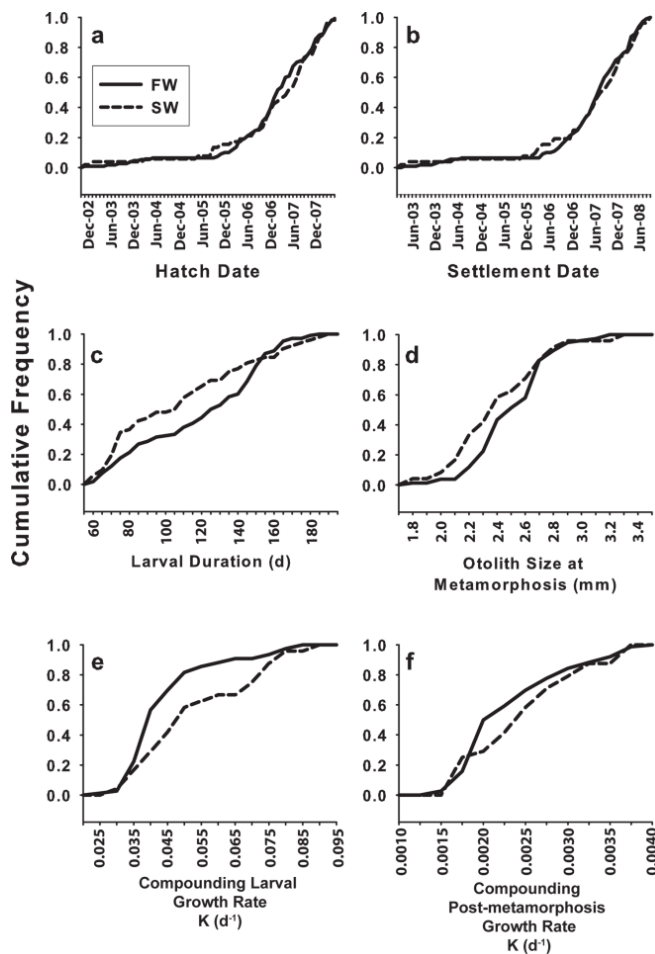 Cumulative Frequency
a
FW
SW
1.0
0.8
0.6
0.4
0.2
0.0
Dec-02
Jun-03
Dec-03
Jun-04
Dec-04
Jun-05
Dec-05
Jun-06
Dec-06
Jun-07
Dec-07
Hatch Date
b
1.0
0.8
0.6
0.4
0.2
0.0
Jun-03
Dec-03
Jun-04
Dec-04
Jun-05
Dec-05
Jun-06
Dec-06
Jun-07
Dec-07
Jun-08
Settlement Date
c
1.0
0.8
0.6
0.4
0.2
0.0
60
80
100
120
140
160
180
Larval Duration (d)
d
1.0
0.8
0.6
0.4
0.2
0.0
1.8
2.0
2.2
2.4
2.6
2.9
3.0
3.2
3.4
Otolith Size at
Metamorphosis (mm)
e
1.0
0.8
0.6
0.4
0.2
0.0
0.025
0.035
0.045
0.055
0.065
0.075
0.085
0.095
Compounding Larval
Growth Rate
K (d⁻¹)
f
1.0
0.8
0.6
0.4
0.2
0.0
0.0010
0.0015
0.0020
0.0025
0.0030
0.0035
0.0040
Compounding
Post-metamorphosis
Growth Rate
K (d⁻¹)